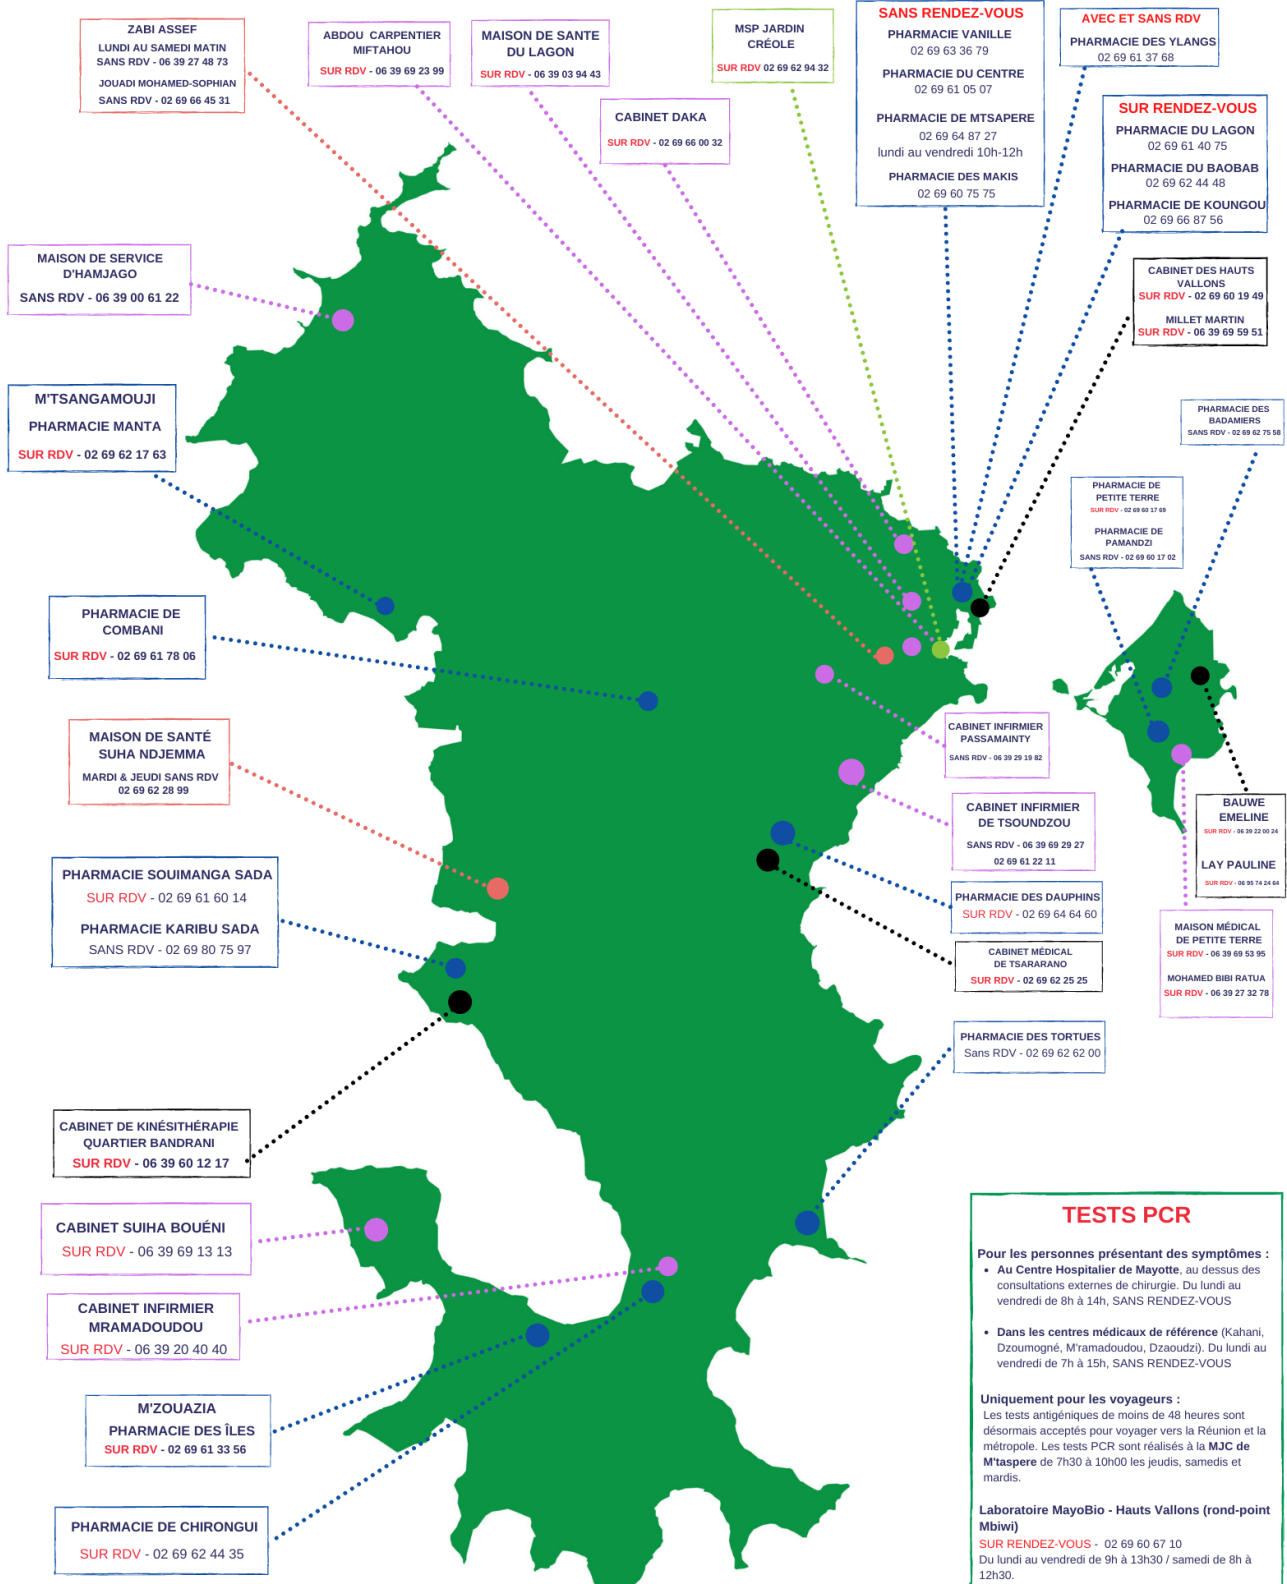 ZABI ASSEF
LUNDI AU SAMEDI MATIN
SANS RDV - 06 39 27 48 73
JOUADI MOHAMED-SOPHIAN
SANS RDV - 02 69 66 45 31
ABDOU CARPENTIER
MIFTAHOU
SUR RDV - 06 39 69 23 99
MAISON DE SANTE
DU LAGON
SUR RDV - 06 39 03 94 43
CABINET DAKA
SUR RDV - 02 69 66 00 32
MSP JARDIN
CRÉOLE
SUR RDV 02 69 62 94 32
SANS RENDEZ-VOUS
PHARMACIE VANILLE
02 69 63 36 79
PHARMACIE DU CENTRE
02 69 61 05 07
PHARMACIE DE MTSAPERE
02 69 64 87 27
lundi au vendredi 10h-12h
PHARMACIE DES MAKIS
02 69 60 75 75
AVEC ET SANS RDV
PHARMACIE DES YLANGS
02 69 61 37 68
SUR RENDEZ-VOUS
PHARMACIE DU LAGON
02 69 61 40 75
PHARMACIE DU BAOBAB
02 69 62 44 48
PHARMACIE DE KOUNGOU
02 69 66 87 56
CABINET DES HAUTS
VALLONS
SUR RDV - 02 69 60 19 49
MILLET MARTIN
SUR RDV - 06 39 69 59 51
MAISON DE SERVICE
D'HAMJAGO
SANS RDV - 06 39 00 61 22
M'TSANGAMOUJI
PHARMACIE MANTA
SUR RDV - 02 69 62 17 63
PHARMACIE DES
BADAMIERS
SANS RDV - 02 69 62 75 58
PHARMACIE DE
PETITE TERRE
SUR RDV - 02 69 60 17 69
PHARMACIE DE
PAMANDZI
SANS RDV - 02 69 60 17 02
PHARMACIE DE
COMBANI
SUR RDV - 02 69 61 78 06
MAISON DE SANTÉ
SUHA NDJEMMA
MARDI & JEUDI SANS RDV
02 69 62 28 99
CABINET INFIRMIER
PASSAMAINTY
SANS RDV - 06 39 29 19 82
CABINET INFIRMIER
DE TSOUNDZOU
SANS RDV - 06 39 69 29 27
02 69 61 22 11
BAUWE
EMELINE
SUR RDV - 06 39 22 00 24
LAY PAULINE
SUR RDV - 06 95 74 24 64
PHARMACIE SOUIMANGA SADA
SUR RDV - 02 69 61 60 14
PHARMACIE KARIBU SADA
SANS RDV - 02 69 80 75 97
PHARMACIE DES DAUPHINS
SUR RDV - 02 69 64 64 60
CABINET MÉDICAL
DE TSARARANO
SUR RDV - 02 69 62 25 25
MAISON MÉDICAL
DE PETITE TERRE
SUR RDV - 06 39 69 53 95
MOHAMED BIBI RATUA
SUR RDV - 06 39 27 32 78
PHARMACIE DES TORTUES
Sans RDV - 02 69 62 62 00
CABINET DE KINÉSITHÉRAPIE
QUARTIER BANDRANI
SUR RDV - 06 39 60 12 17
CABINET SUIHA BOUÉNI
SUR RDV - 06 39 69 13 13
CABINET INFIRMIER
MRAMADOUDOU
SUR RDV - 06 39 20 40 40
M'ZOUAZIA
PHARMACIE DES ÎLES
SUR RDV - 02 69 61 33 56
PHARMACIE DE CHIRONGUI
SUR RDV - 02 69 62 44 35
TESTS PCR
Pour les personnes présentant des symptômes :
• Au Centre Hospitalier de Mayotte, au dessus des
consultations externes de chirurgie. Du lundi au
vendredi de 8h à 14h, SANS RENDEZ-VOUS
• Dans les centres médicaux de référence (Kahani,
Dzoumogné, M'ramadoudou, Dzaoudzi). Du lundi au
vendredi de 7h à 15h, SANS RENDEZ-VOUS
Uniquement pour les voyageurs :
Les tests antigéniques de moins de 48 heures sont
désormais acceptés pour voyager vers la Réunion et la
métropole. Les tests PCR sont réalisés à la MJC de
M'taspere de 7h30 à 10h00 les jeudis, samedis et
mardis.
Laboratoire MayoBio - Hauts Vallons (rond-point
Mbiwi)
SUR RENDEZ-VOUS - 02 69 60 67 10
Du lundi au vendredi de 9h à 13h30 / samedi de 8h à
12h30.